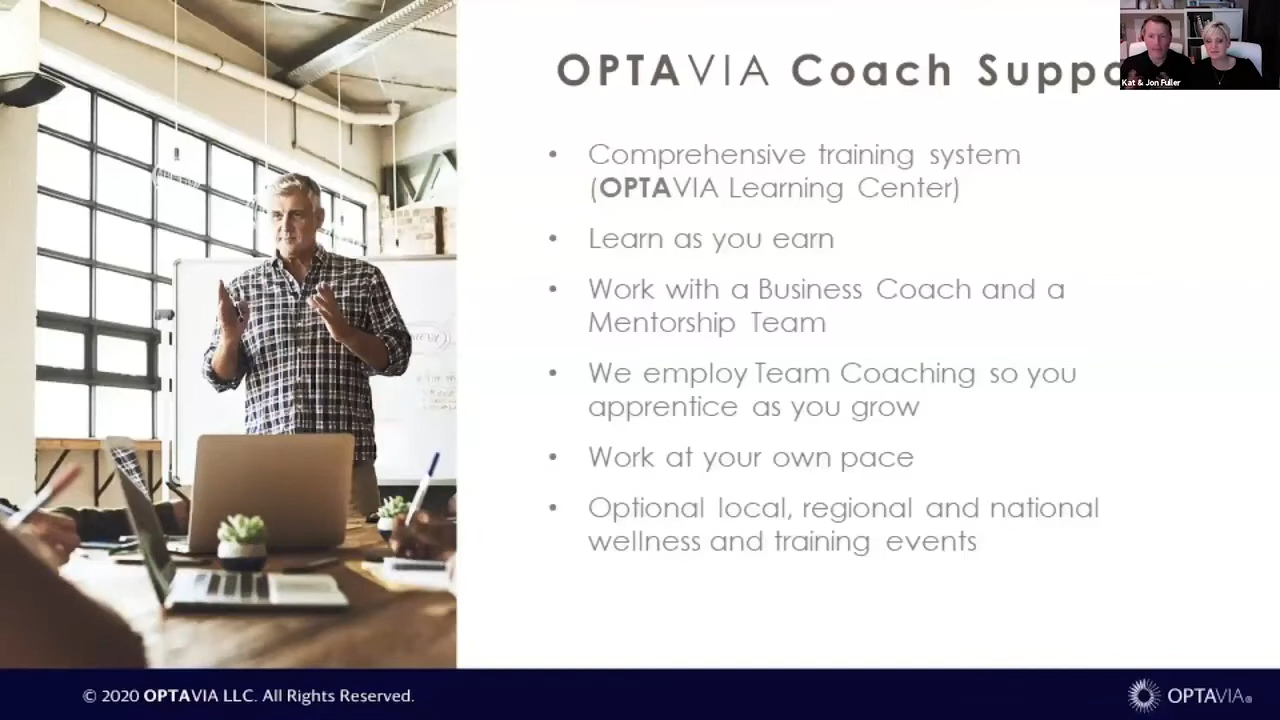 OPTAVIA Coach Suppo
Kat & Jon Fuller
• Comprehensive training system
(OPTAVIA Learning Center)
• Learn as you earn
• Work with a Business Coach and a
Mentorship Team
• We employ Team Coaching so you
apprentice as you grow
• Work at your own pace
• Optional local, regional and national
wellness and training events
© 2020 OPTAVIA LLC. All Rights Reserved.
OPTAVIA®